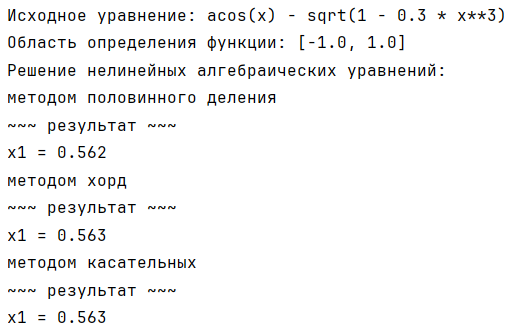 Исходное уравнение: acos(x) - sqrt(1 - 0.3 * x**3)
Область определения функции: [-1.0, 1.0]
Решение нелинейных алгебраических уравнений:
методом половинного деления
~~~ результат ~~~
x1 = 0.562
методом хорд
~~~ результат ~~~
x1 = 0.563
методом касательных
~~~ результат ~~~
x1 = 0.563